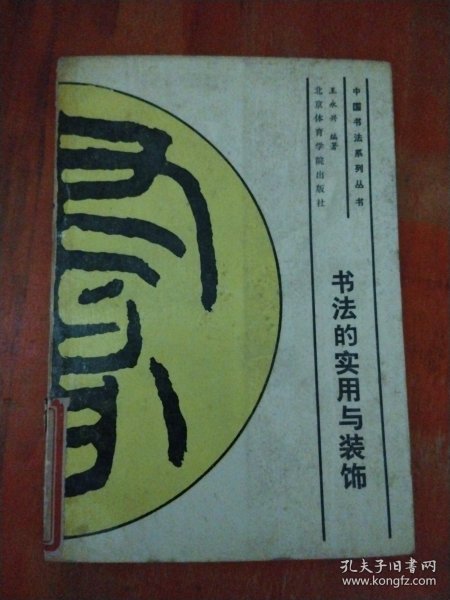 中国书法系列丛书
王永兴 编著
北京体育学院出版社
书法的实用与装饰
孔夫子旧书网
www.kongfz.com